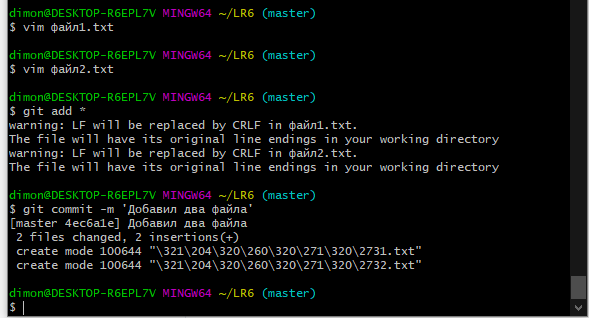 dimon@DESKTOP-R6EPL7V MINGW64 ~/LR6 (master)
$ vim файл1.txt
dimon@DESKTOP-R6EPL7V MINGW64 ~/LR6 (master)
$ vim файл2.txt
dimon@DESKTOP-R6EPL7V MINGW64 ~/LR6 (master)
$ git add *
warning: LF will be replaced by CRLF in файл1.txt.
The file will have its original line endings in your working directory
warning: LF will be replaced by CRLF in файл2.txt.
The file will have its original line endings in your working directory
dimon@DESKTOP-R6EPL7V MINGW64 ~/LR6 (master)
$ git commit -m 'Добавил два файла'
[master 4ec6a1e] Добавил два файла
2 files changed, 2 insertions(+)
create mode 100644 "\321\204\320\260\320\271\320\2731.txt"
create mode 100644 "\321\204\320\260\320\271\320\2732.txt"
dimon@DESKTOP-R6EPL7V MINGW64 ~/LR6 (master)
$